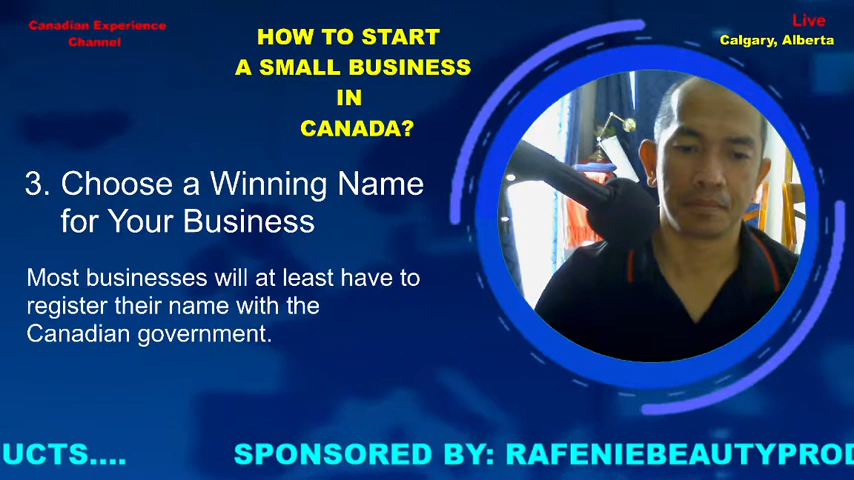 Canadian Experience
Channel
Live
Calgary, Alberta
HOW TO START
A SMALL BUSINESS
IN
CANADA?
3. Choose a Winning Name
for Your Business
Most businesses will at least have to
register their name with the
Canadian government.
UCTS.... SPONSORED BY: RAFENIEBEAUTYPROD